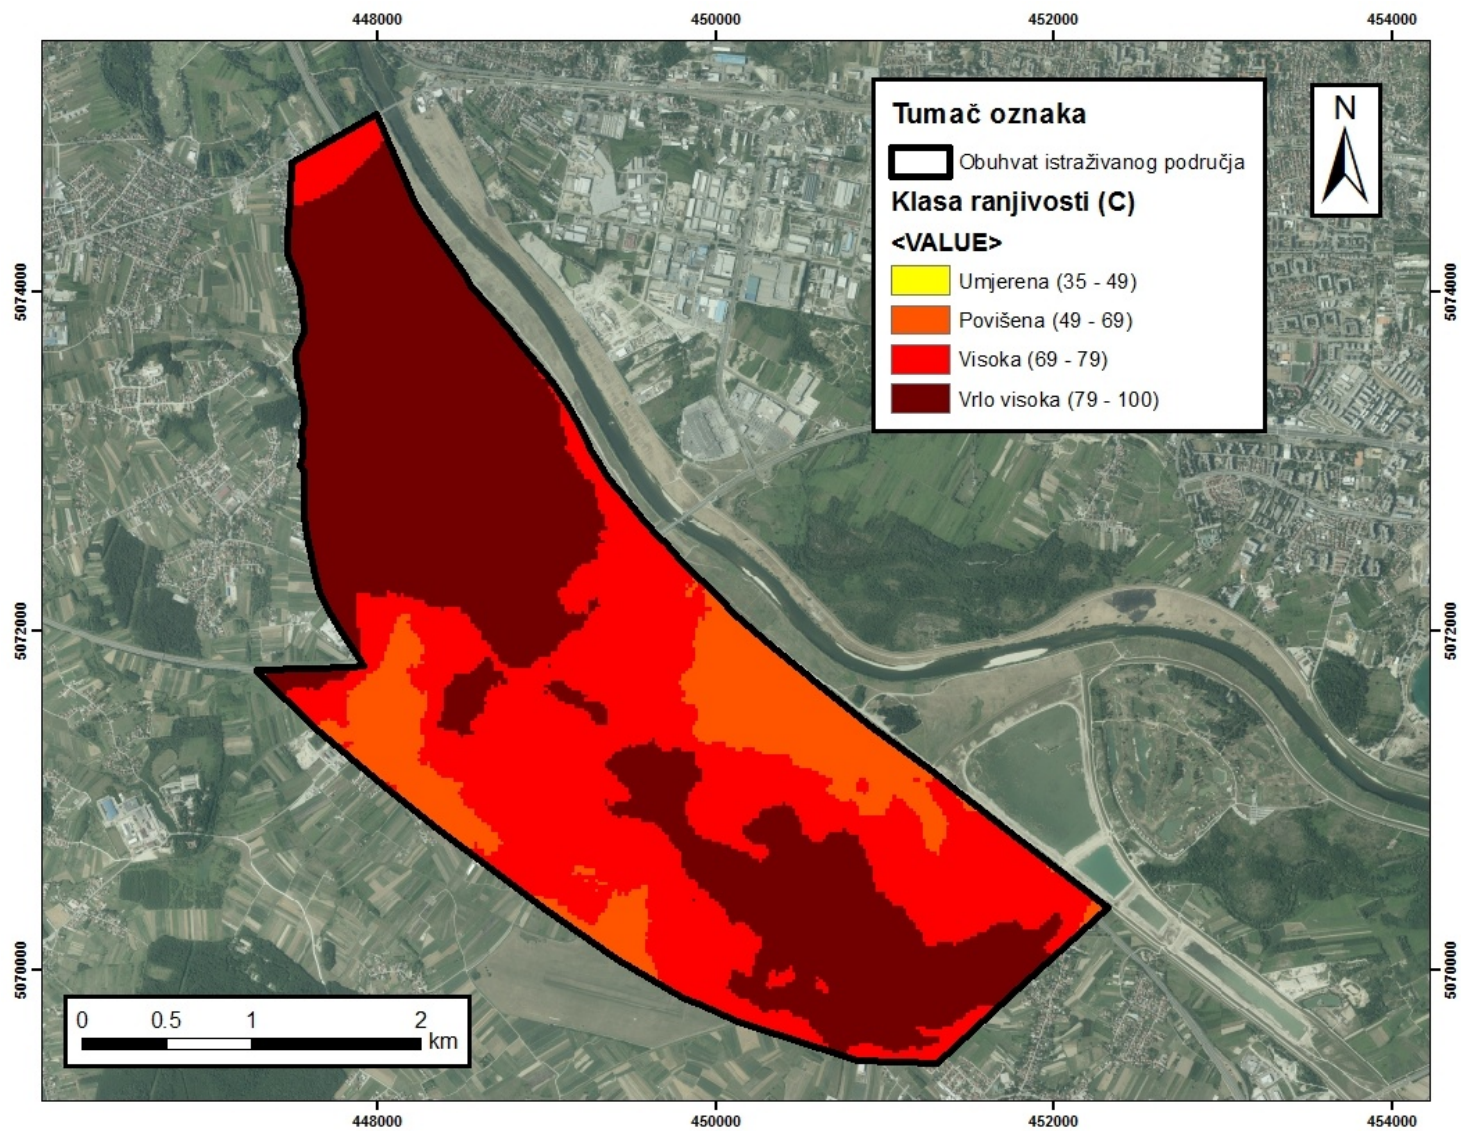 448000 450000 452000 454000
Tumač oznaka
Obuhvat istraživanog područja
Klasa ranjivosti (C)
<VALUE>
Umjerena (35 - 49)
Povišena (49 - 69)
Visoka (69 - 79)
Vrlo visoka (79 - 100)
N
5074000
5074000
5072000
5072000
5070000
5070000
0 0.5 1 2
km
448000 450000 452000 454000